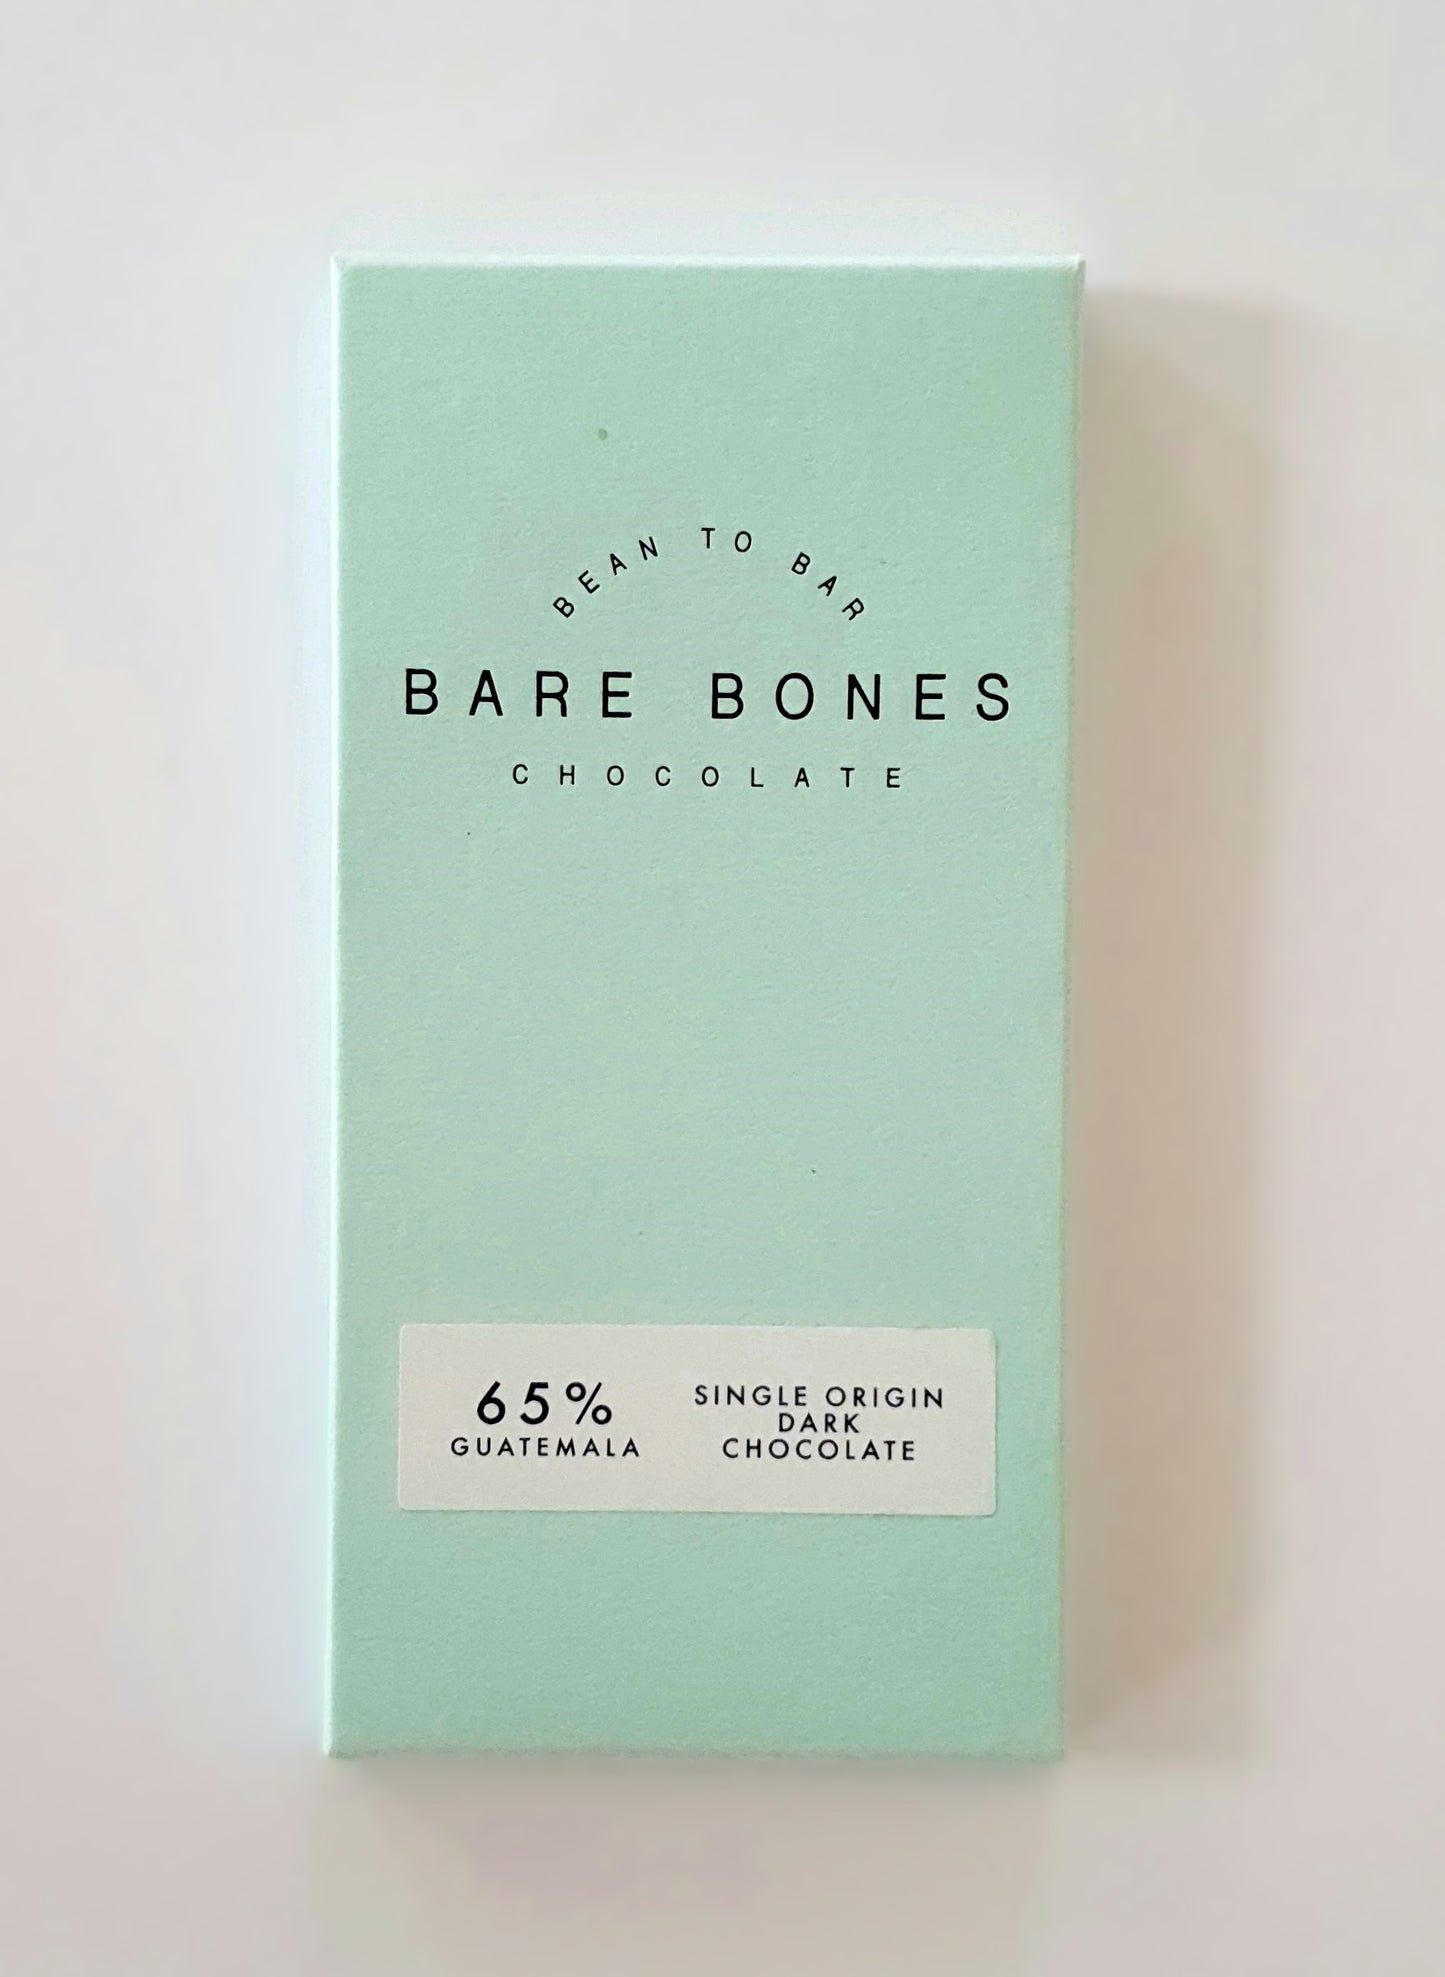 BEAN TO BAR
BARE BONES
CHOCOLATE
65%
GUATEMALA
SINGLE ORIGIN
DARK
CHOCOLATE